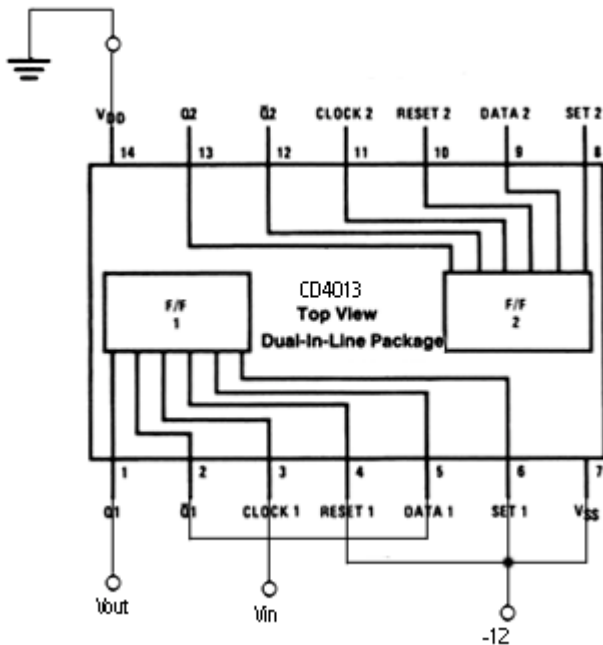 VDD Q2 Q̄2 CLOCK 2 RESET 2 DATA 2 SET 2
14 13 12 11 10 9 8
F/F
1
CD4013
Top View
Dual-In-Line Package
F/F
2
1 2 3 4 5 6 7
Q1 Q̄1 CLOCK 1 RESET 1 DATA 1 SET 1 VSS
Vout Vin -12